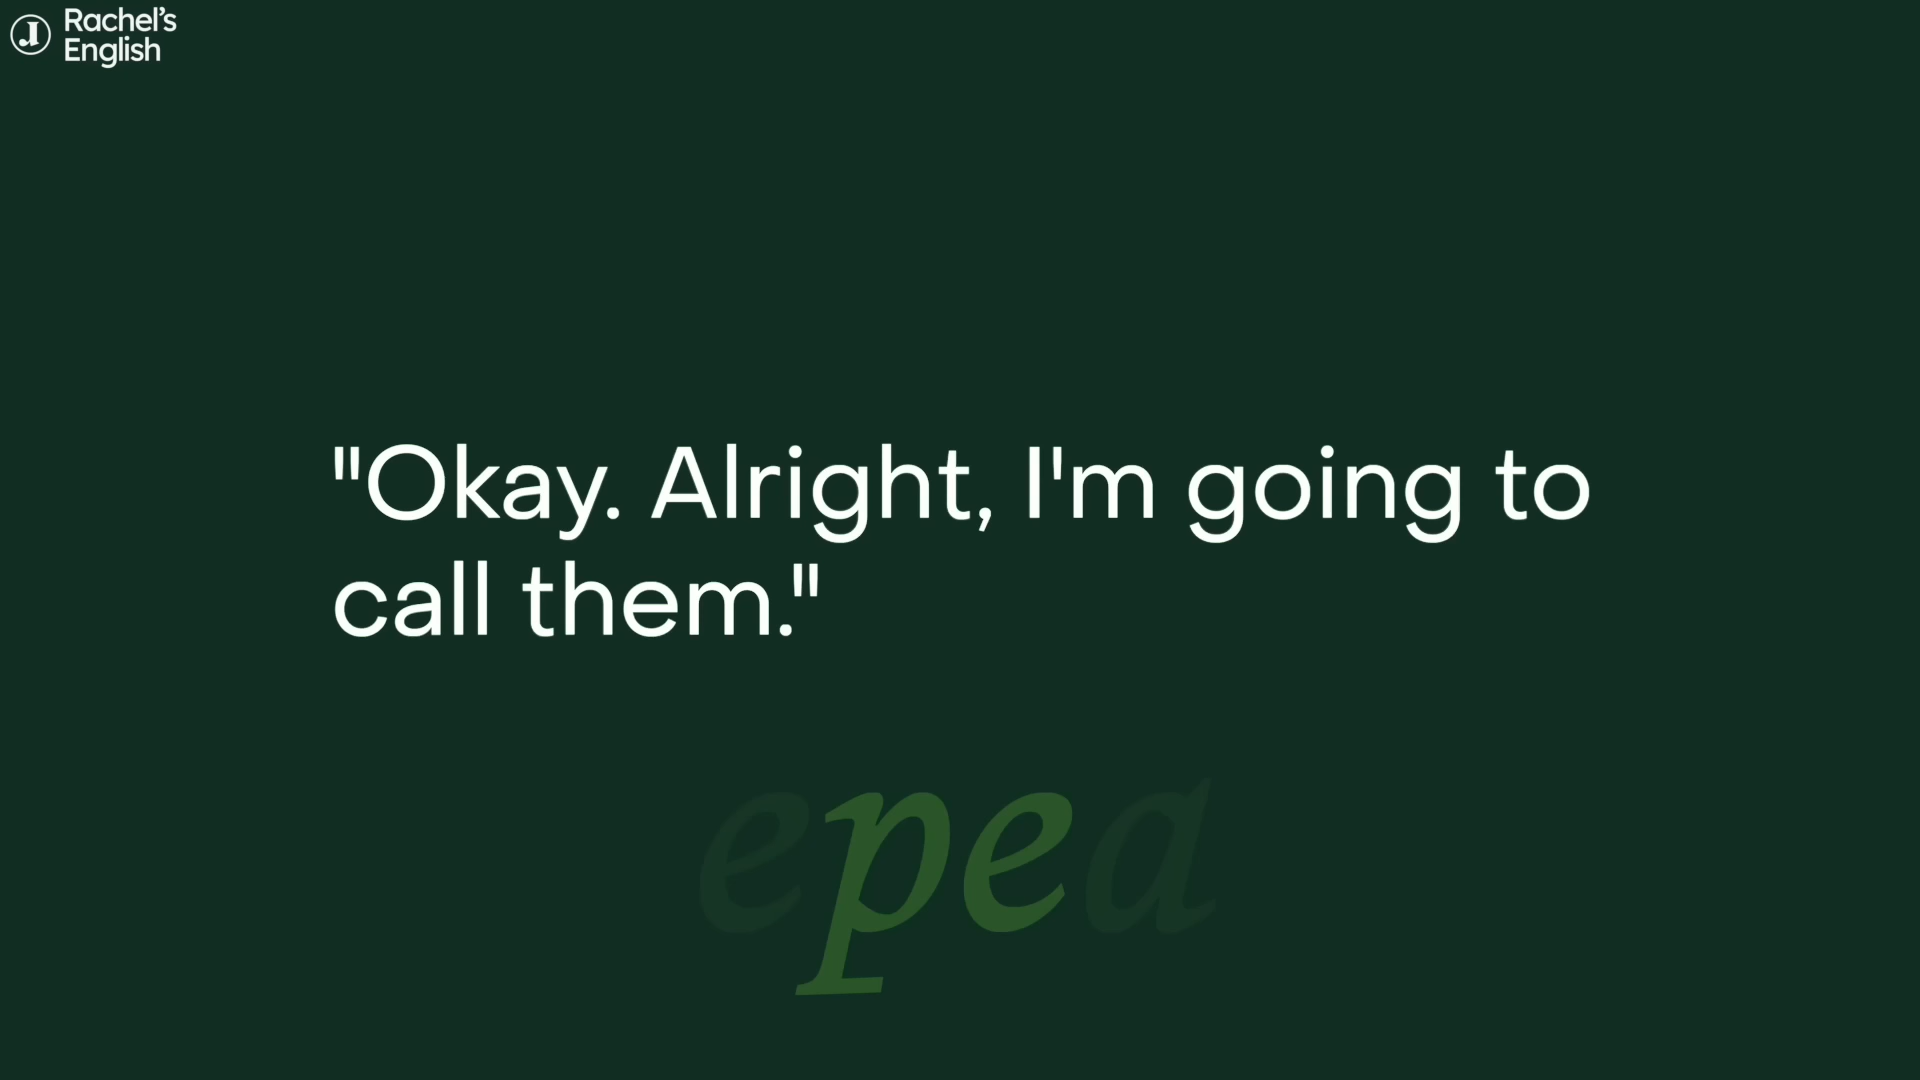 Rachel's
English
"Okay. Alright, I'm going to
call them."
epea